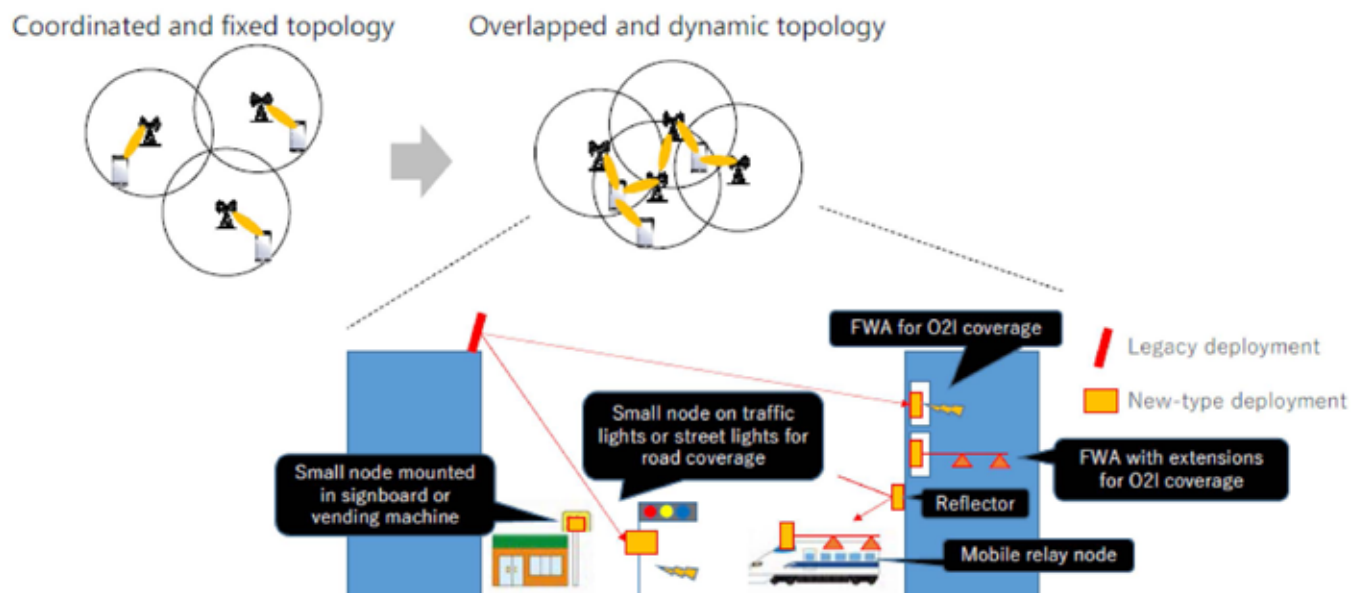 Coordinated and fixed topology
Overlapped and dynamic topology
FWA for O2I coverage
Legacy deployment
New-type deployment
Small node on traffic
lights or street lights for
road coverage
Small node mounted
in signboard or
vending machine
FWA with extensions
for O2I coverage
Reflector
Mobile relay node